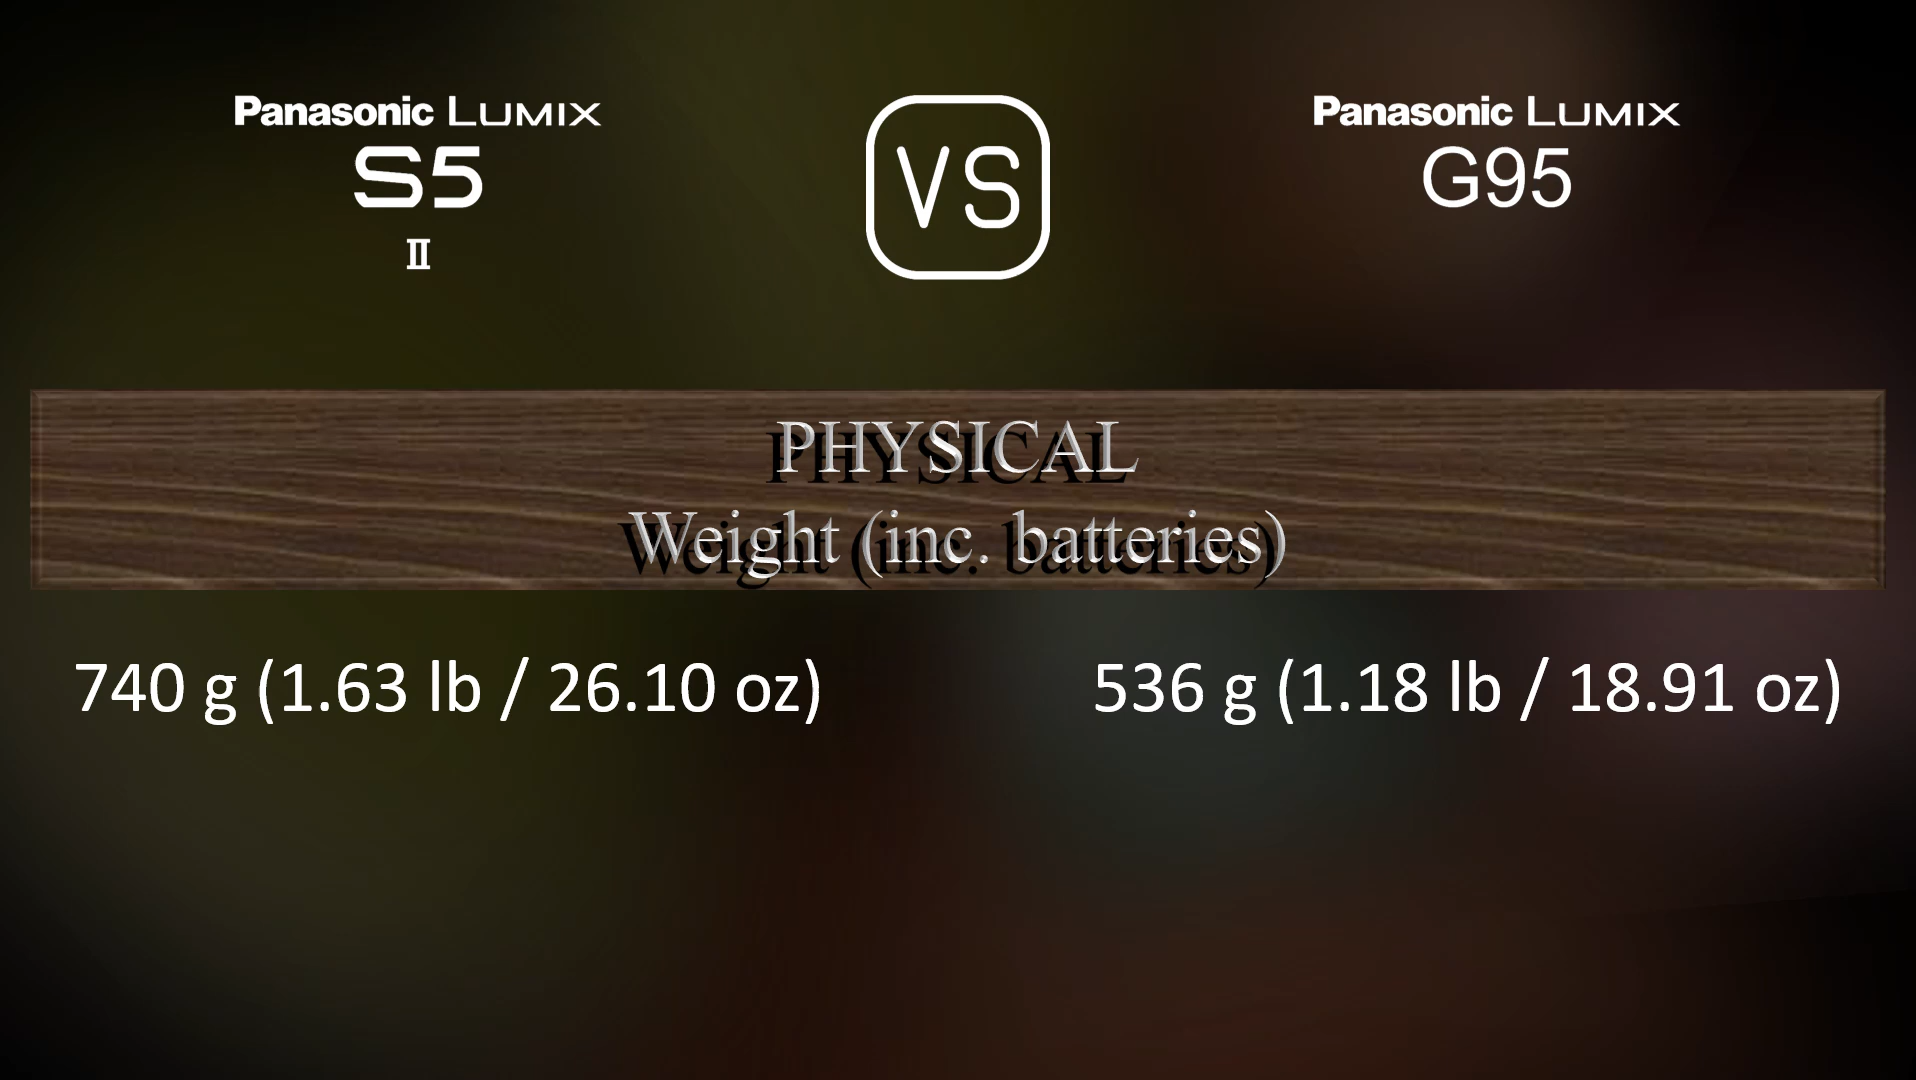 Panasonic LUMIX
S5
II
VS
Panasonic LUMIX
G95
PHYSICAL
Weight (inc. batteries)
740 g (1.63 lb / 26.10 oz)
536 g (1.18 lb / 18.91 oz)